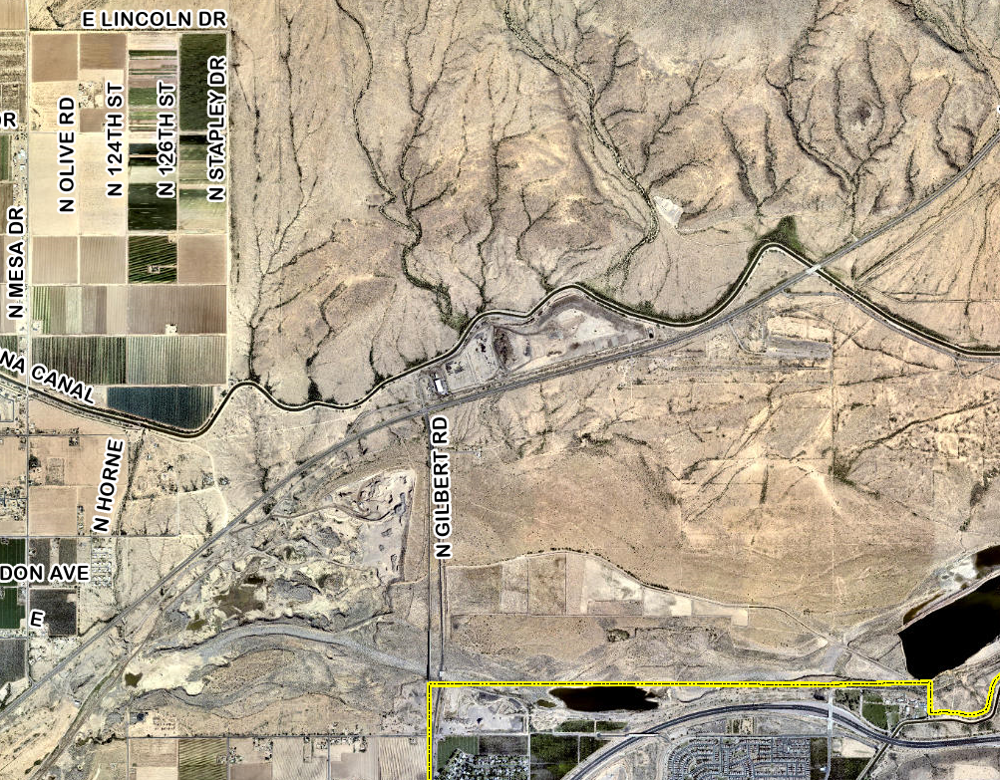 E LINCOLN DR
N OLIVE RD
N 124TH ST
N 126TH ST
N STAPLEY DR
DR
N MESA DR
NA CANAL
N HORNE
N GILBERT RD
DON AVE
E